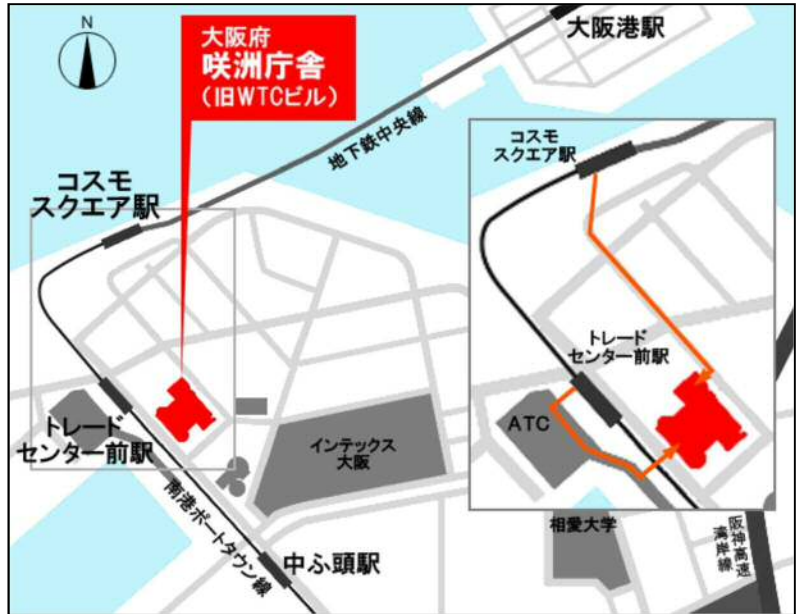 N
大阪府
咲洲庁舎
（旧WTCビル）
大阪港駅
地下鉄中央線
コスモ
スクエア駅
コスモ
スクエア駅
トレード
センター前駅
ATC
トレード
センター前駅
インテックス
大阪
南港ポートタウン線
中ふ頭駅
相愛大学
阪神高速
湾岸線